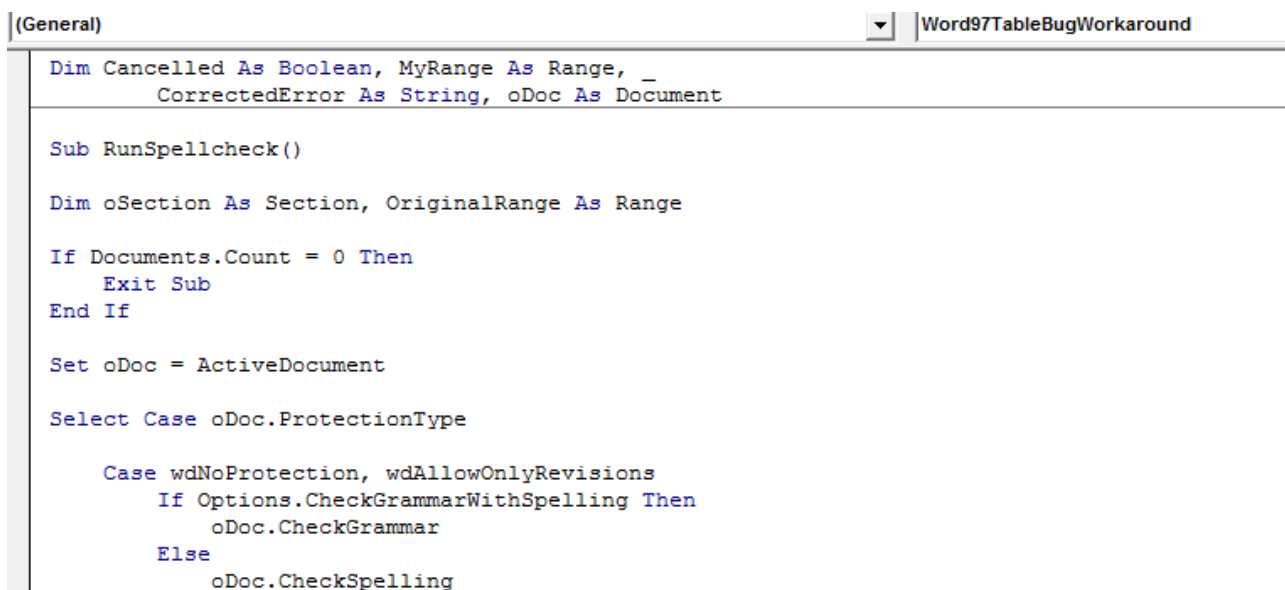 (General) Word97TableBugWorkaround
Dim Cancelled As Boolean, MyRange As Range, _
CorrectedError As String, oDoc As Document
Sub RunSpellcheck()
Dim oSection As Section, OriginalRange As Range
If Documents.Count = 0 Then
Exit Sub
End If
Set oDoc = ActiveDocument
Select Case oDoc.ProtectionType
Case wdNoProtection, wdAllowOnlyRevisions
If Options.CheckGrammarWithSpelling Then
oDoc.CheckGrammar
Else
oDoc.CheckSpelling